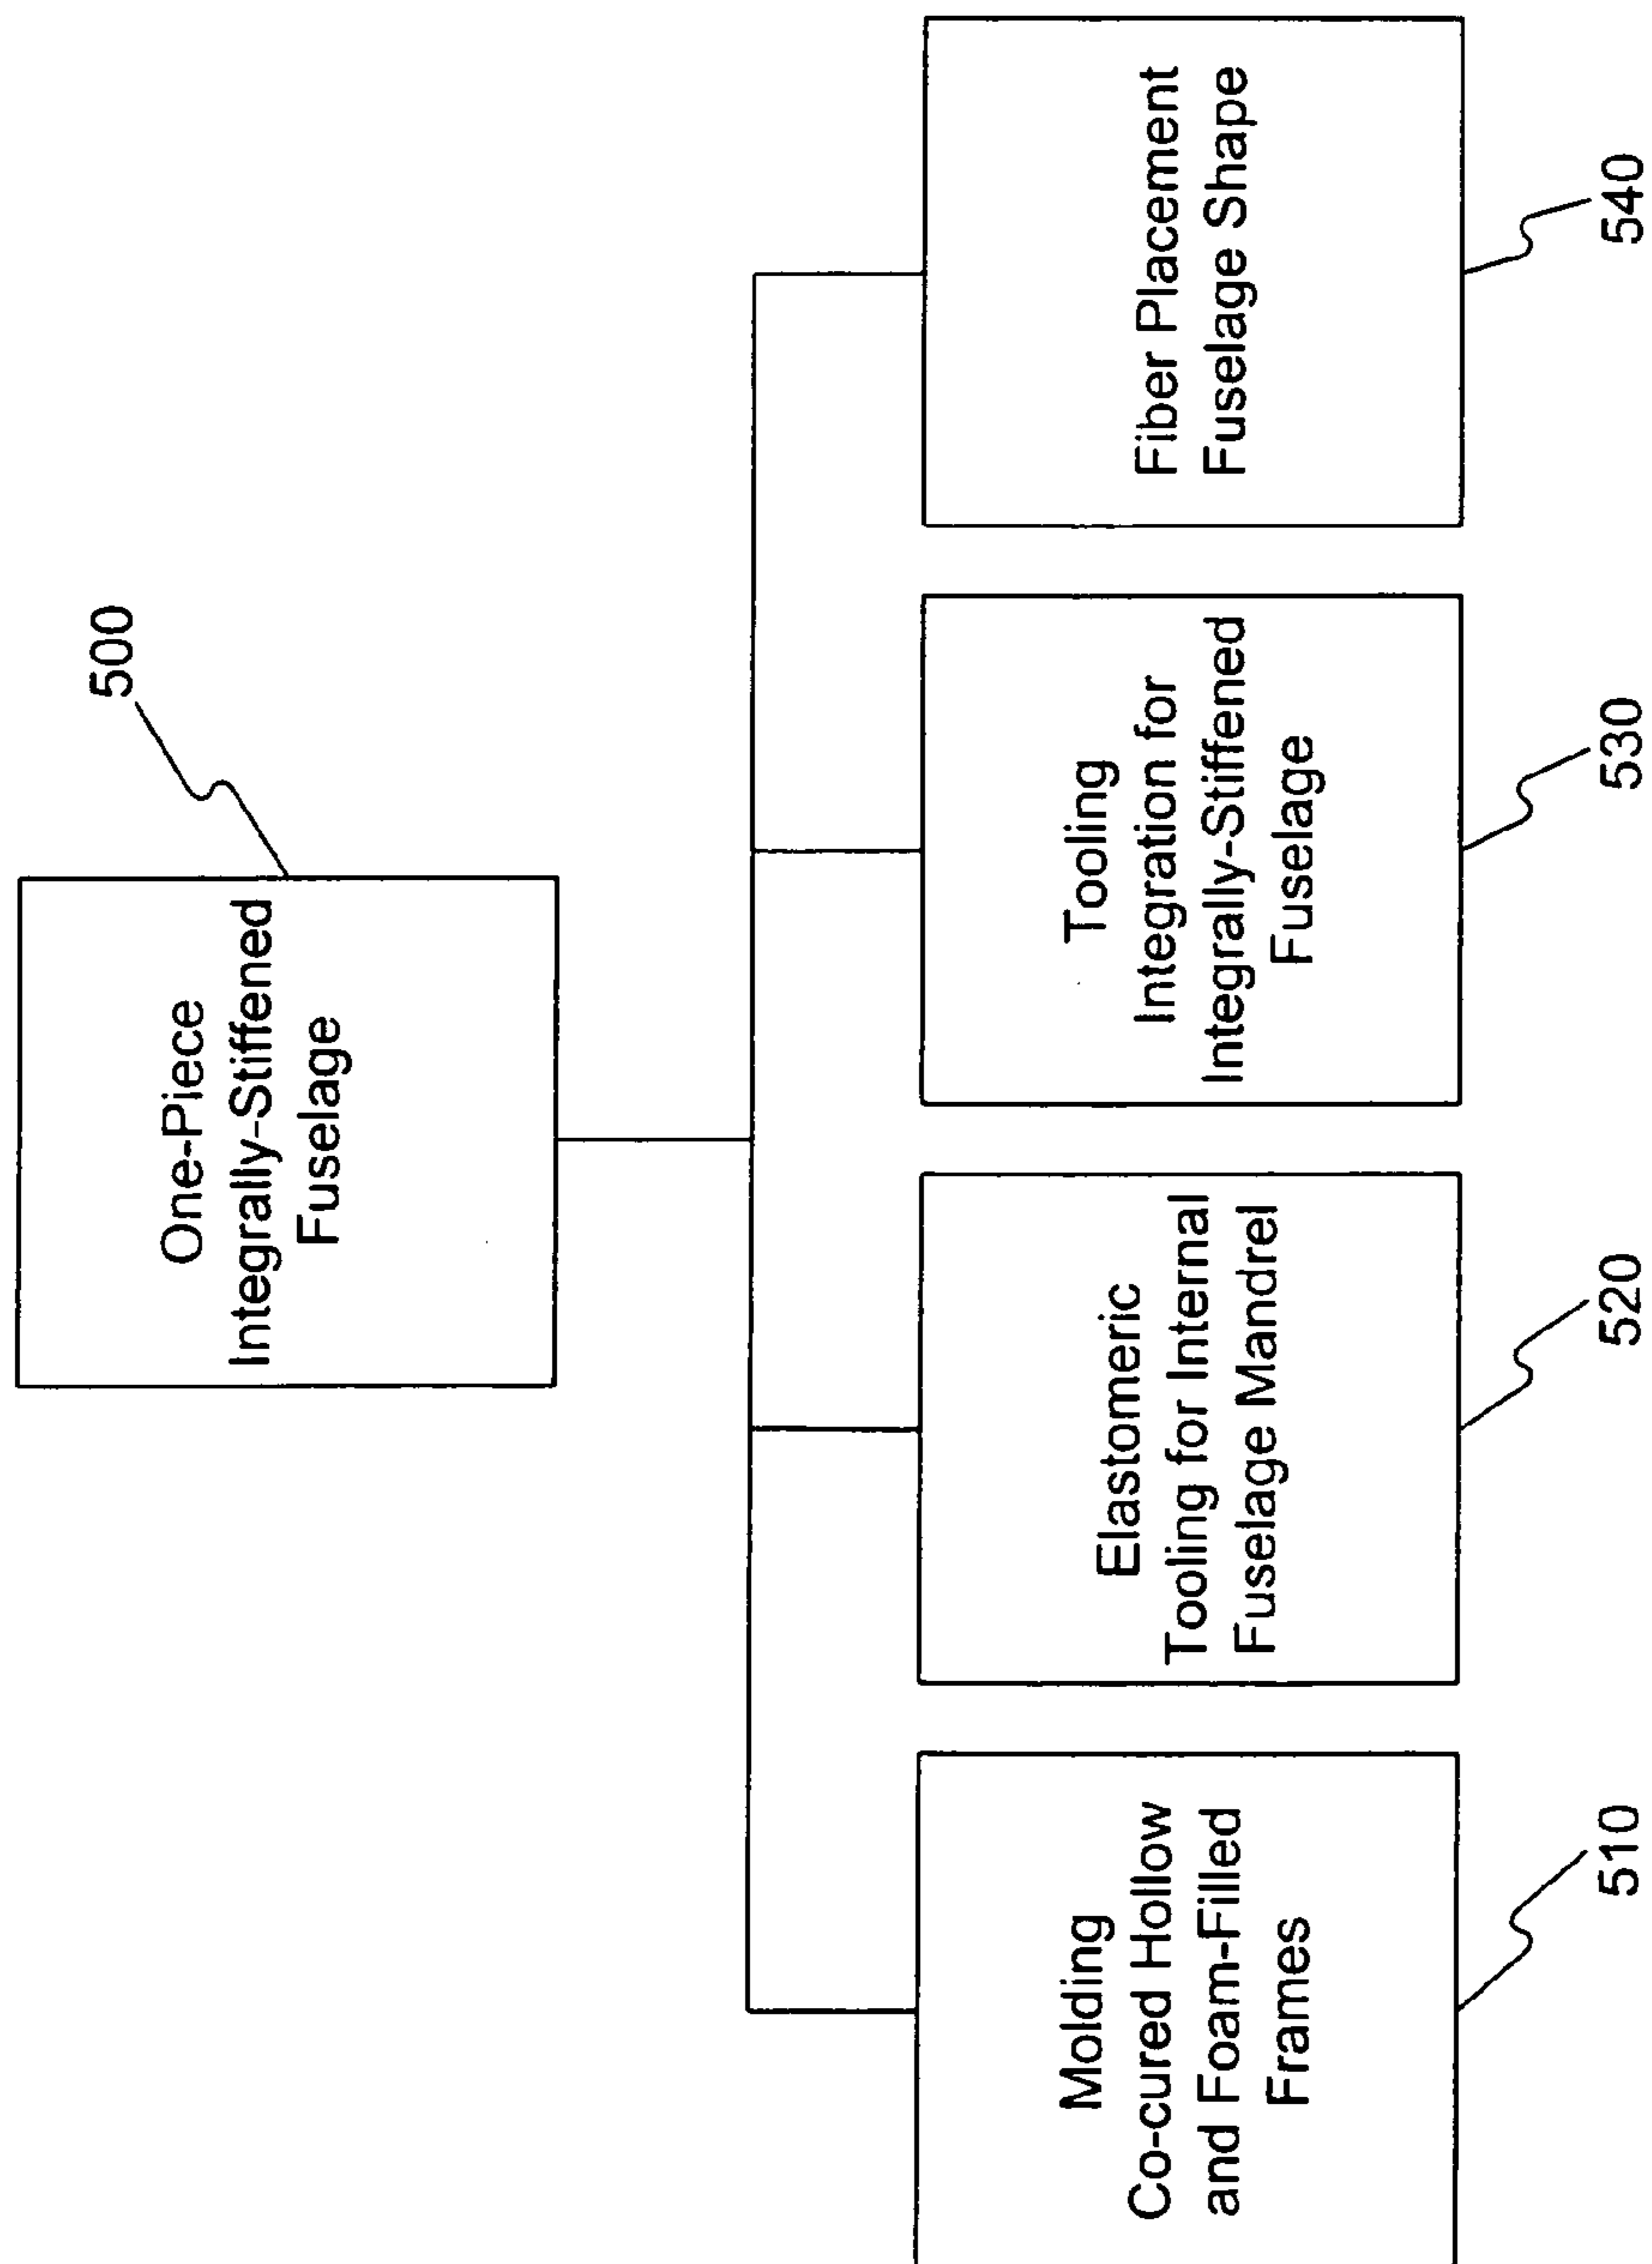 500
One-Piece
Integrally-Stiffened
Fuselage
Molding
Co-cured Hollow
and Foam-Filled
Frames
510
Elastomeric
Tooling for Internal
Fuselage Mandrel
520
Tooling
Integration for
Integrally-Stiffened
Fuselage
530
Fiber Placement
Fuselage Shape
540